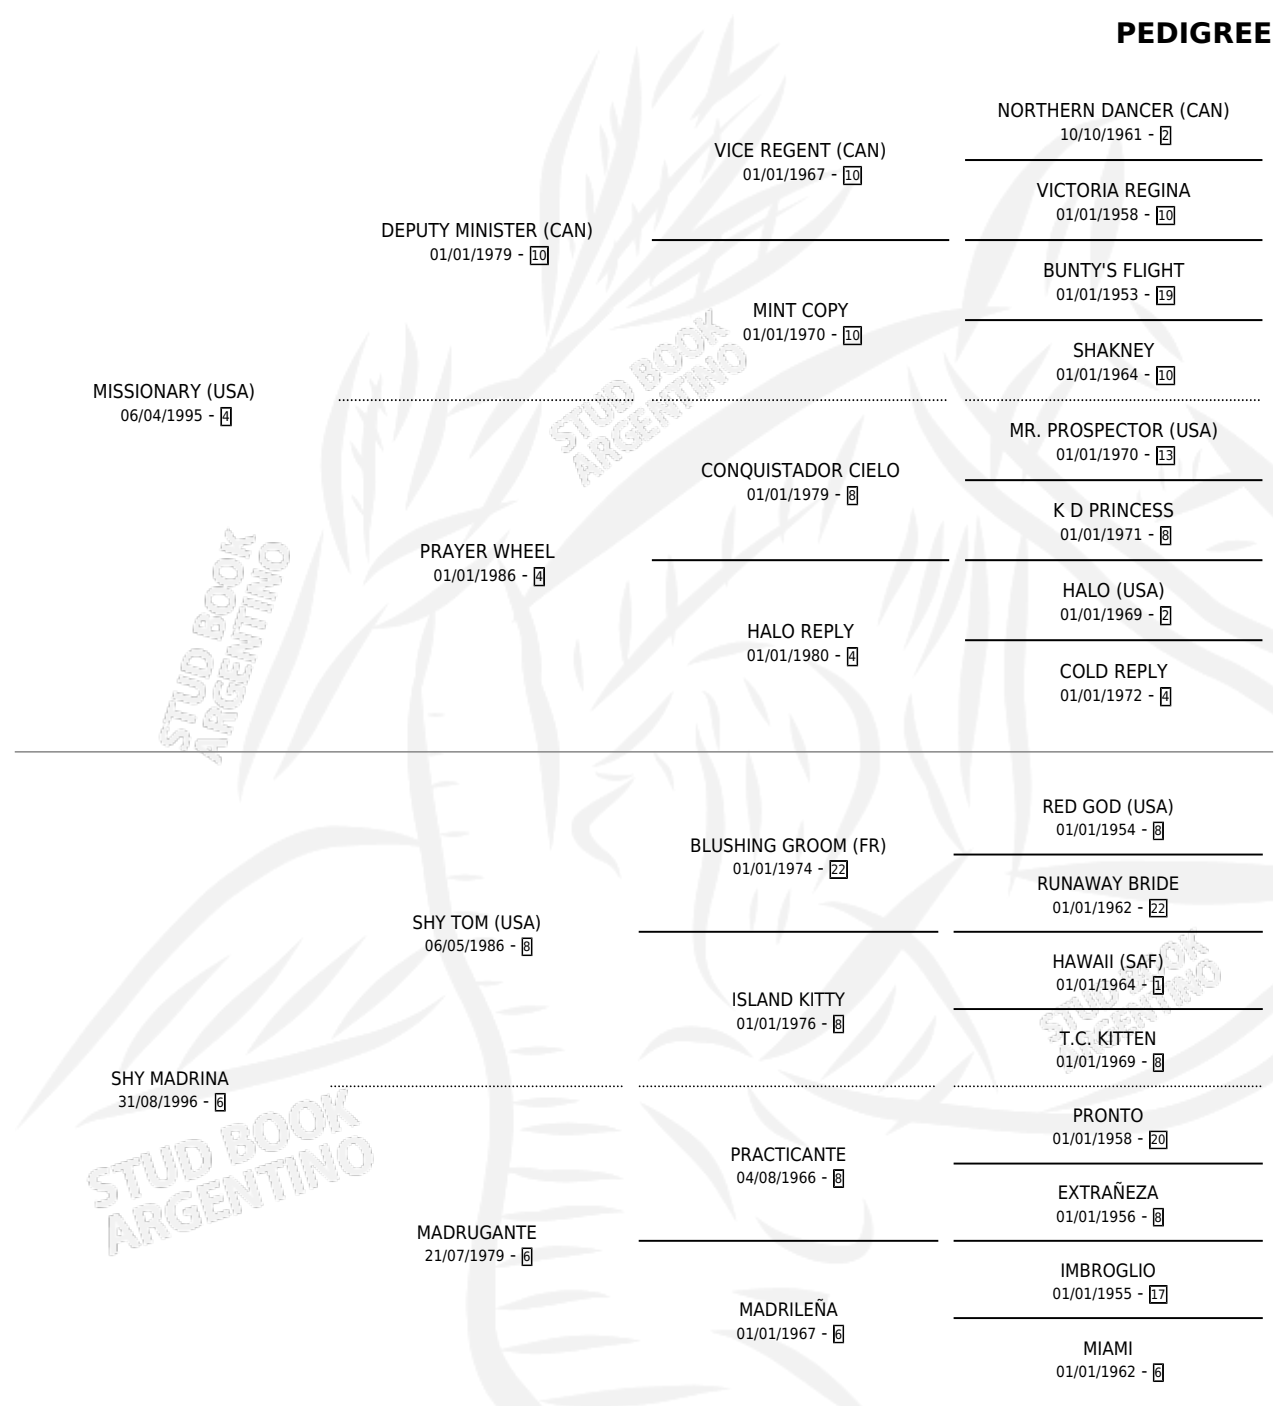 PEDIGREE
NORTHERN DANCER (CAN)
10/10/1961 - 2
VICE REGENT (CAN)
01/01/1967 - 10
VICTORIA REGINA
01/01/1958 - 10
DEPUTY MINISTER (CAN)
01/01/1979 - 10
BUNTY'S FLIGHT
01/01/1953 - 19
MINT COPY
01/01/1970 - 10
SHAKNEY
01/01/1964 - 10
MISSIONARY (USA)
06/04/1995 - 4
MR. PROSPECTOR (USA)
01/01/1970 - 13
CONQUISTADOR CIELO
01/01/1979 - 8
K D PRINCESS
01/01/1971 - 8
PRAYER WHEEL
01/01/1986 - 4
HALO (USA)
01/01/1969 - 2
HALO REPLY
01/01/1980 - 4
COLD REPLY
01/01/1972 - 4
RED GOD (USA)
01/01/1954 - 8
BLUSHING GROOM (FR)
01/01/1974 - 22
RUNAWAY BRIDE
01/01/1962 - 22
SHY TOM (USA)
06/05/1986 - 8
HAWAII (SAF)
01/01/1964 - 1
ISLAND KITTY
01/01/1976 - 8
T.C. KITTEN
01/01/1969 - 8
SHY MADRINA
31/08/1996 - 6
PRONTO
01/01/1958 - 20
PRACTICANTE
04/08/1966 - 8
EXTRAÑEZA
01/01/1956 - 8
MADRUGANTE
21/07/1979 - 6
IMBROGLIO
01/01/1955 - 17
MADRILEÑA
01/01/1967 - 6
MIAMI
01/01/1962 - 6
STUD BOOK
ARGENTINO
STUD BOOK
ARGENTINO
STUD BOOK
ARGENTINO
STUD BOOK
ARGENTINO